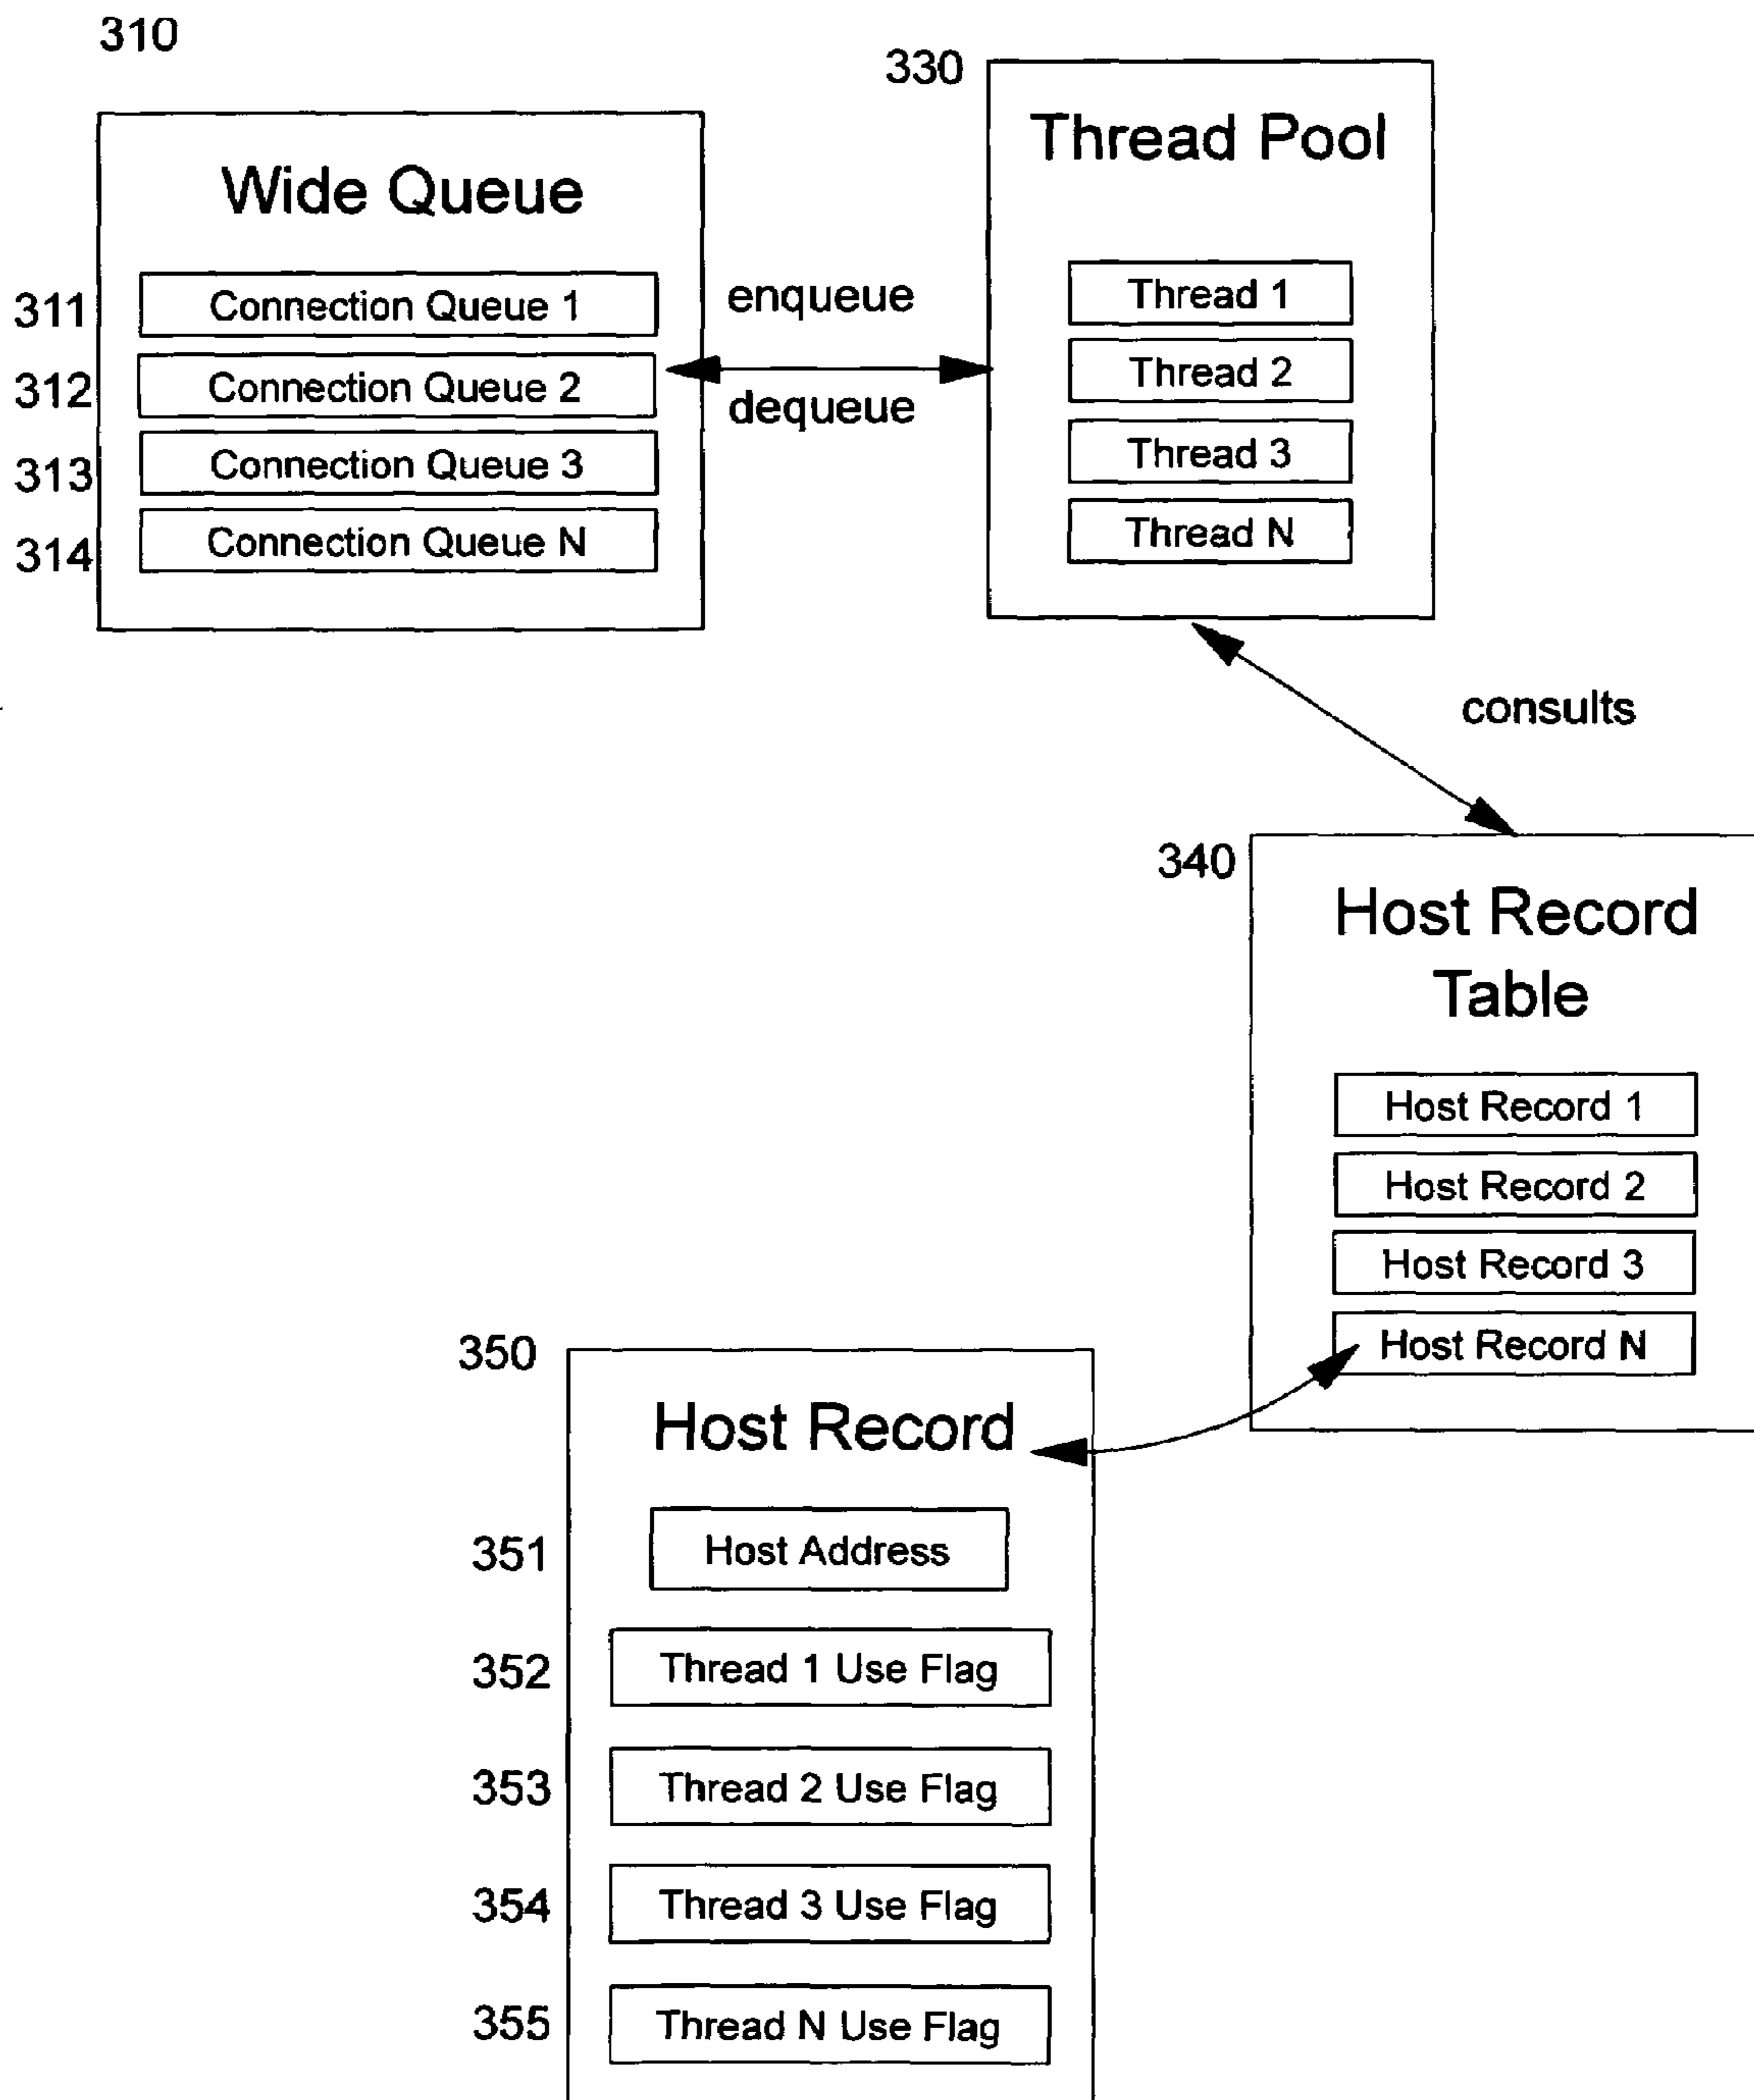 310
Wide Queue
311 Connection Queue 1
312 Connection Queue 2
313 Connection Queue 3
314 Connection Queue N
enqueue
dequeue
330
Thread Pool
Thread 1
Thread 2
Thread 3
Thread N
consults
340
Host Record
Table
Host Record 1
Host Record 2
Host Record 3
Host Record N
350
Host Record
351 Host Address
352 Thread 1 Use Flag
353 Thread 2 Use Flag
354 Thread 3 Use Flag
355 Thread N Use Flag